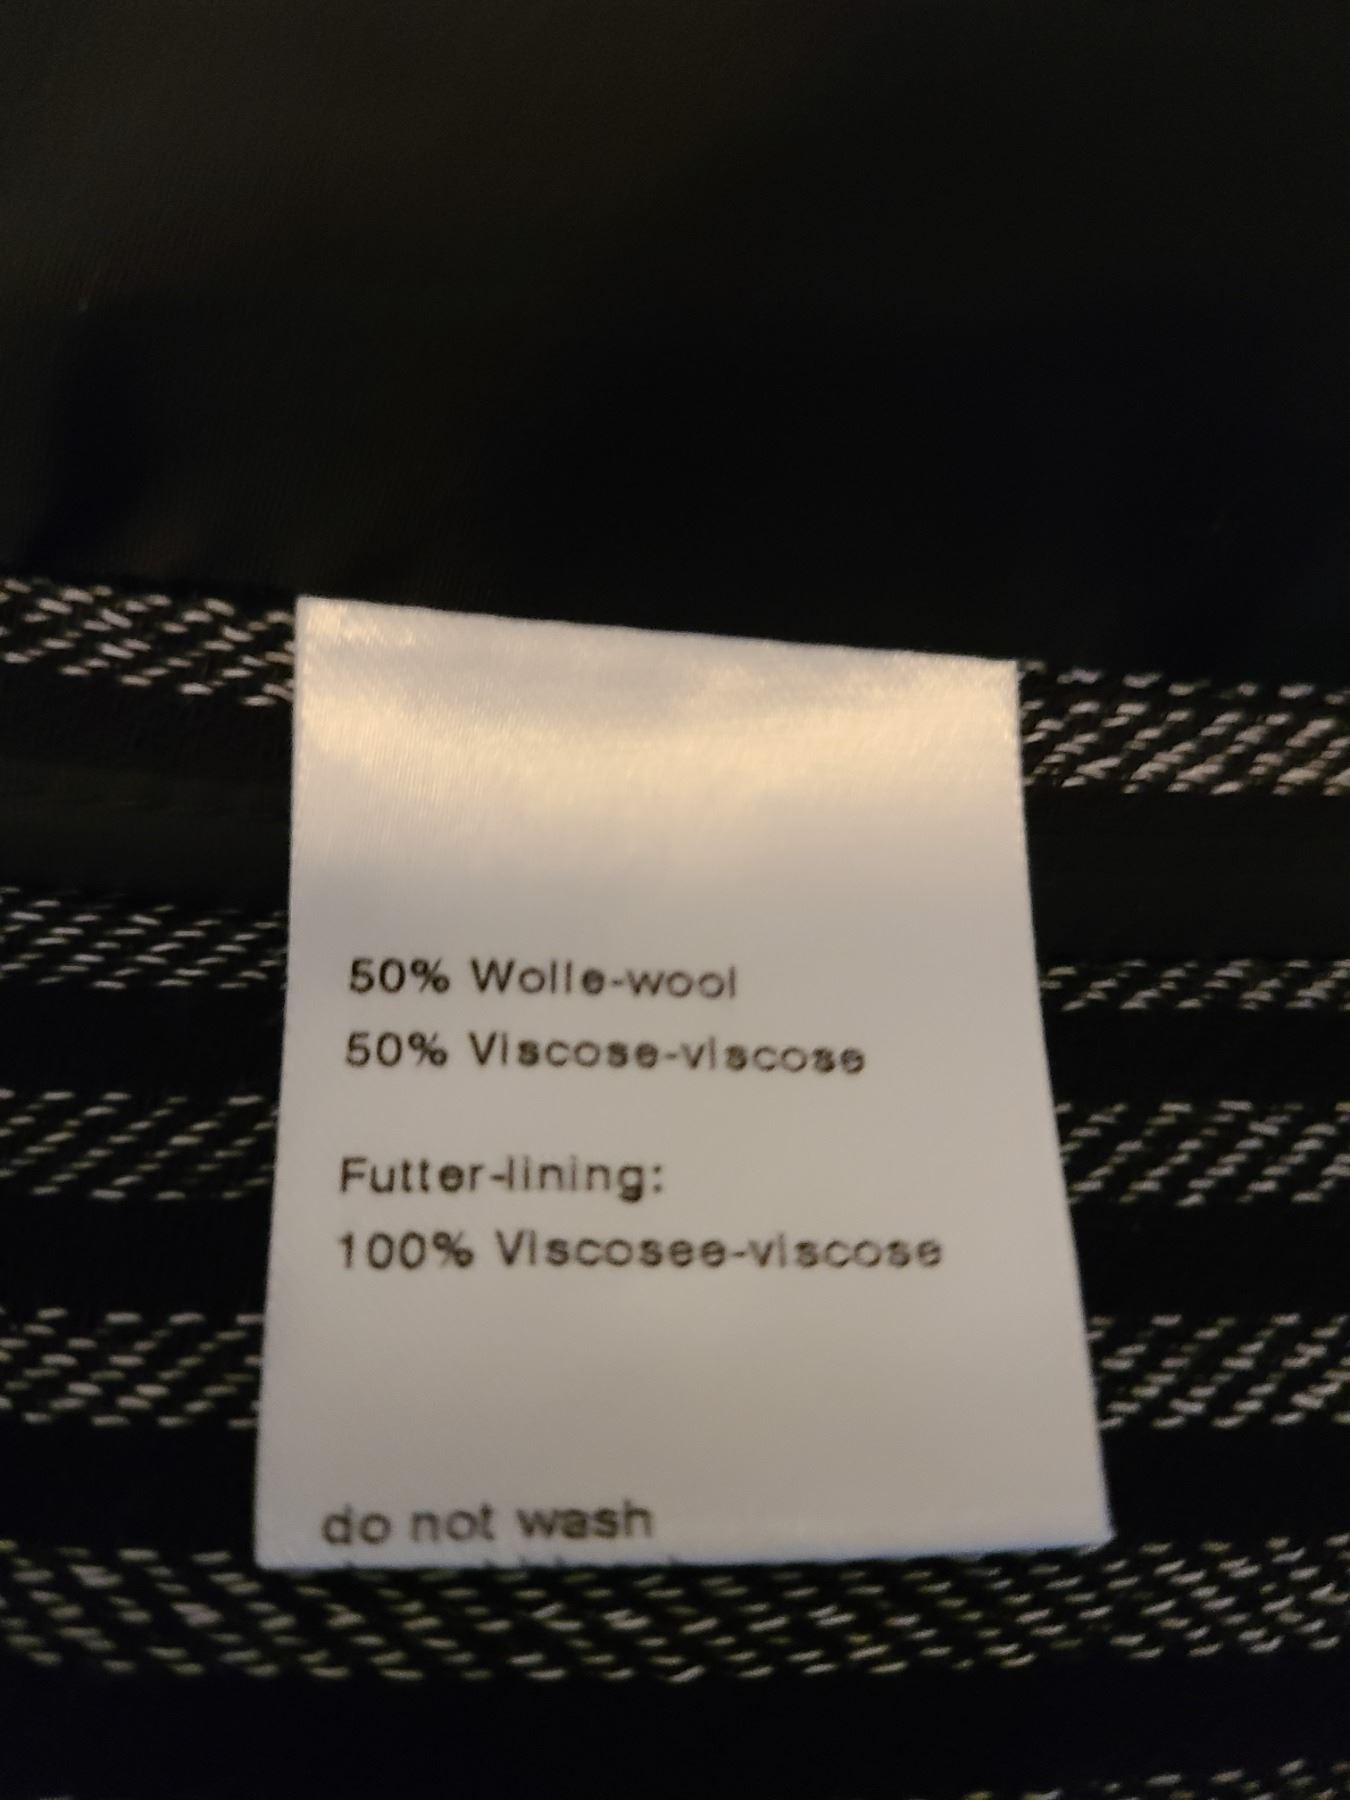 50% Wolle-wool
50% Viscose-viscose
Futter-lining:
100% Viscosee-viscose
do not wash